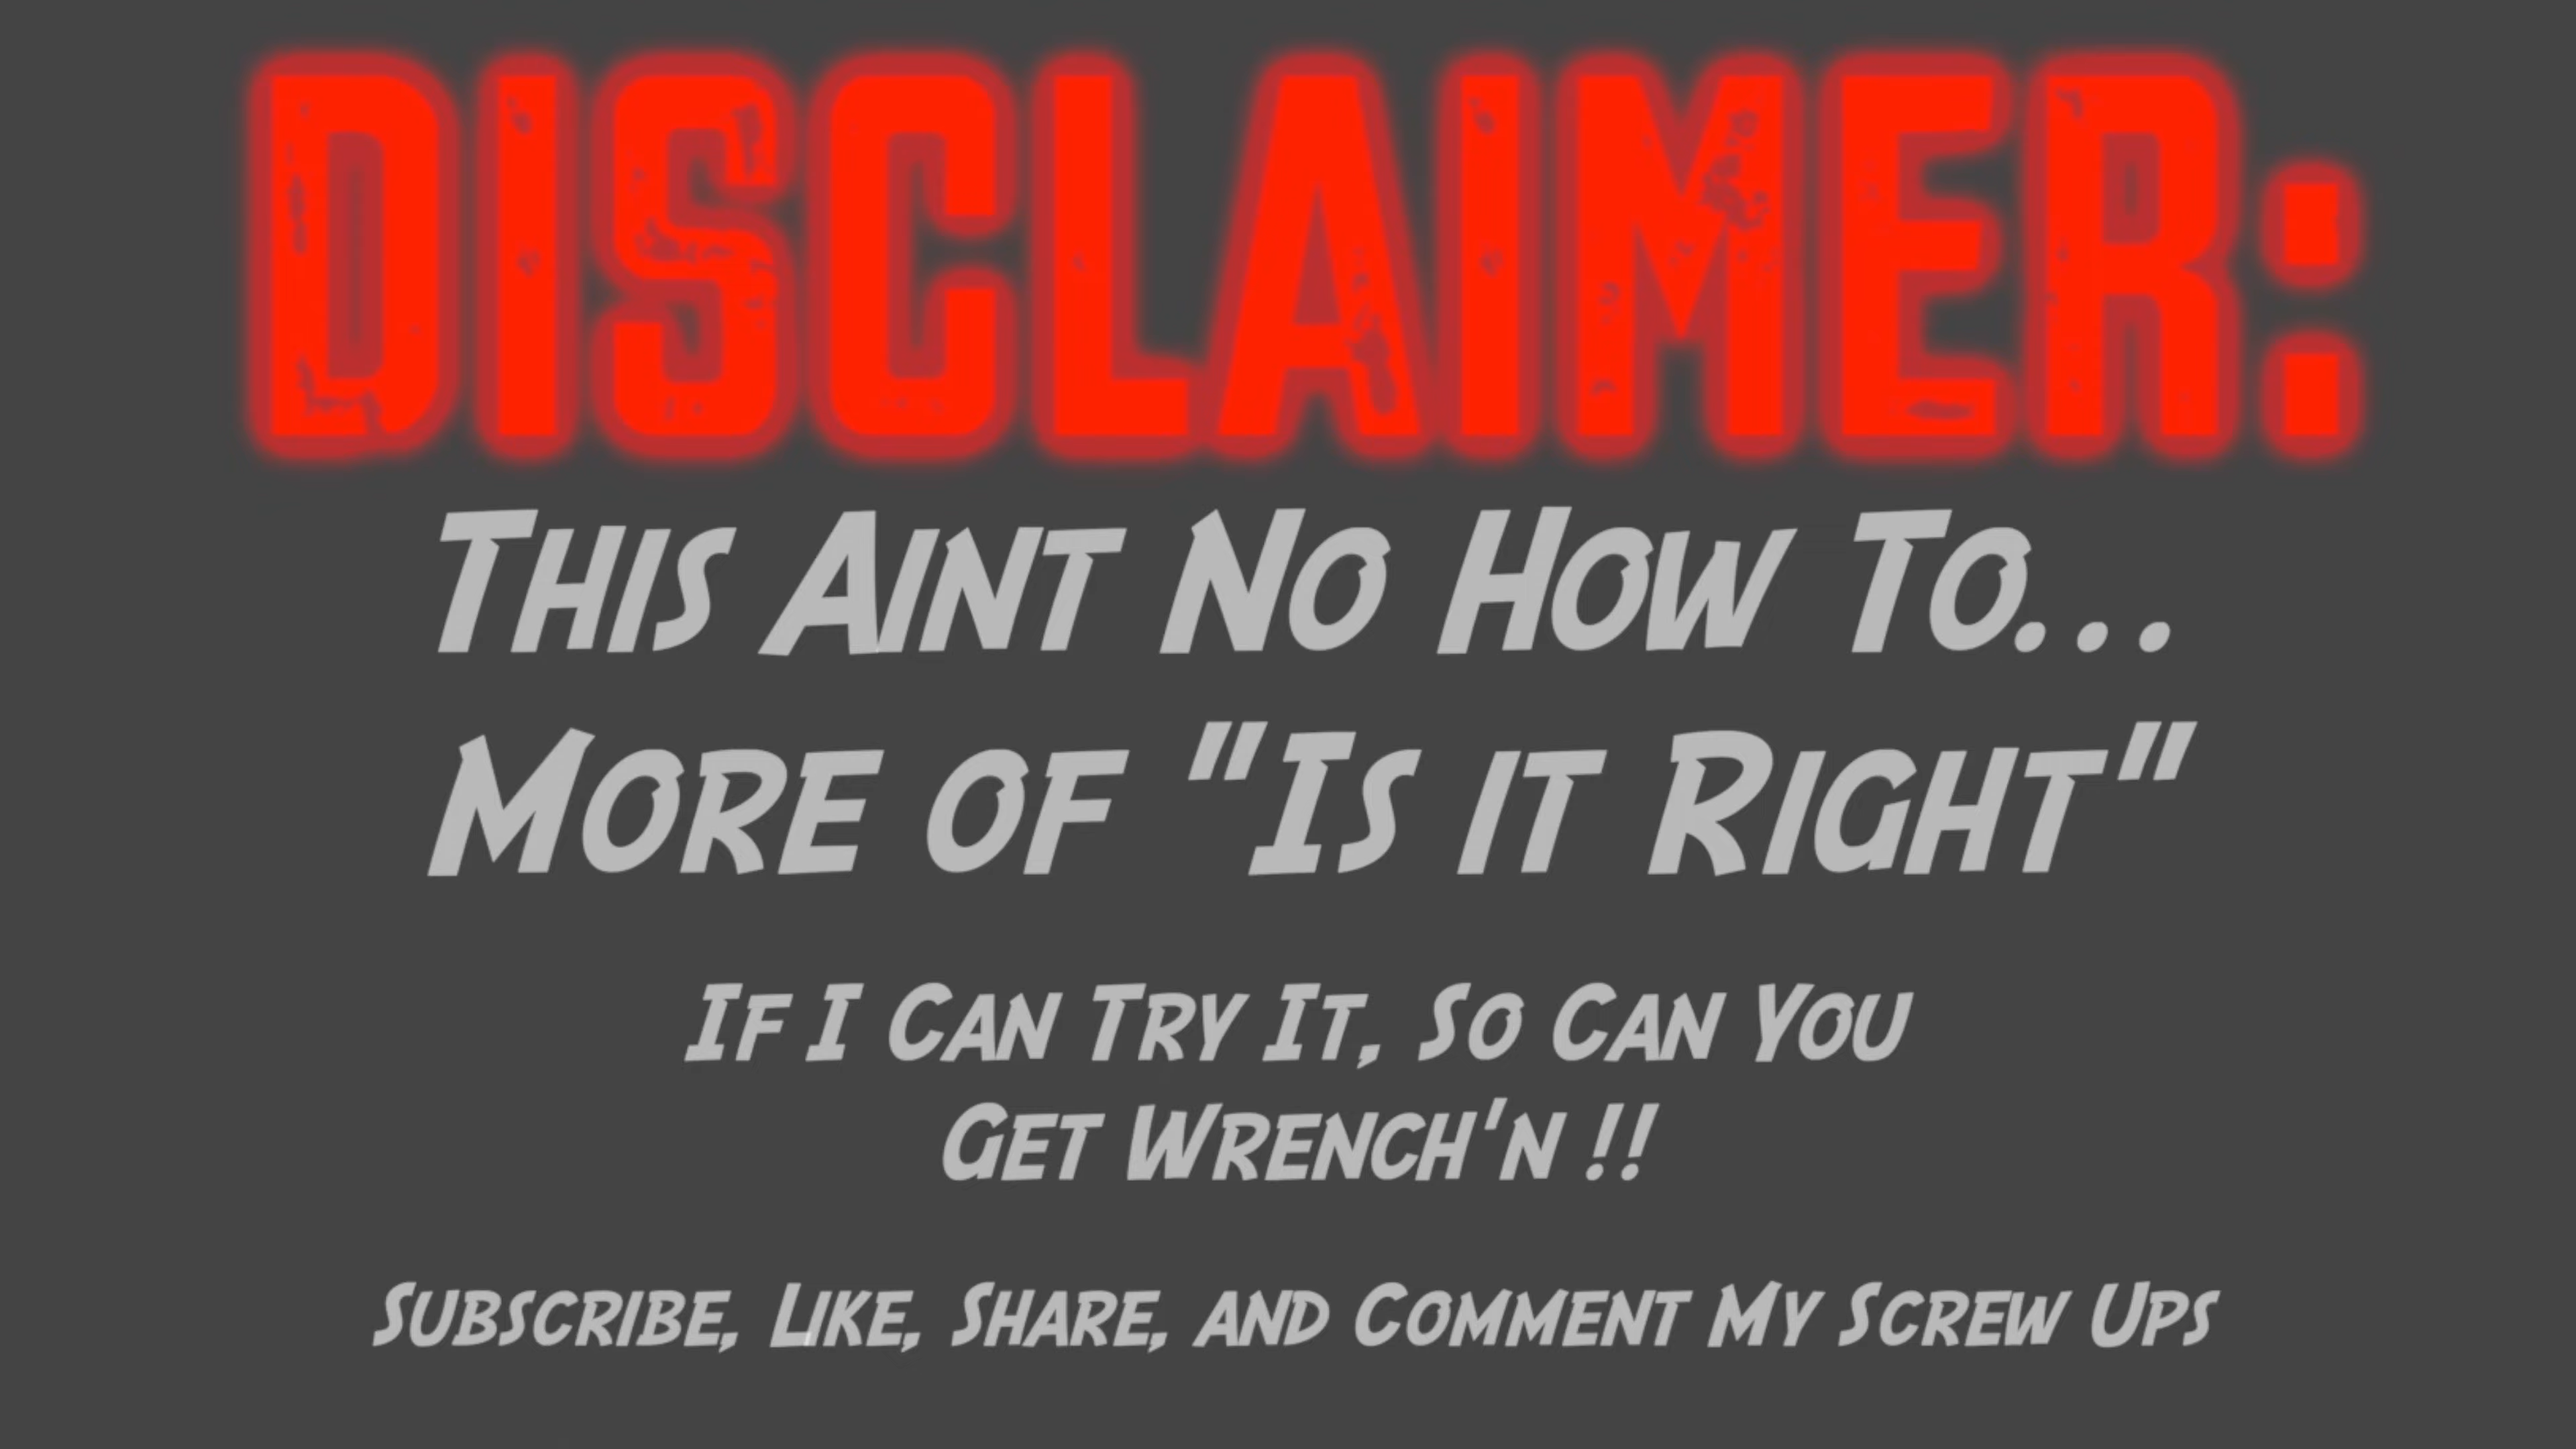 DISCLAIMER:
This Aint No How To...
More of "Is it Right"
If I Can Try It, So Can You
Get Wrench'n !!
Subscribe, Like, Share, and Comment My Screw Ups